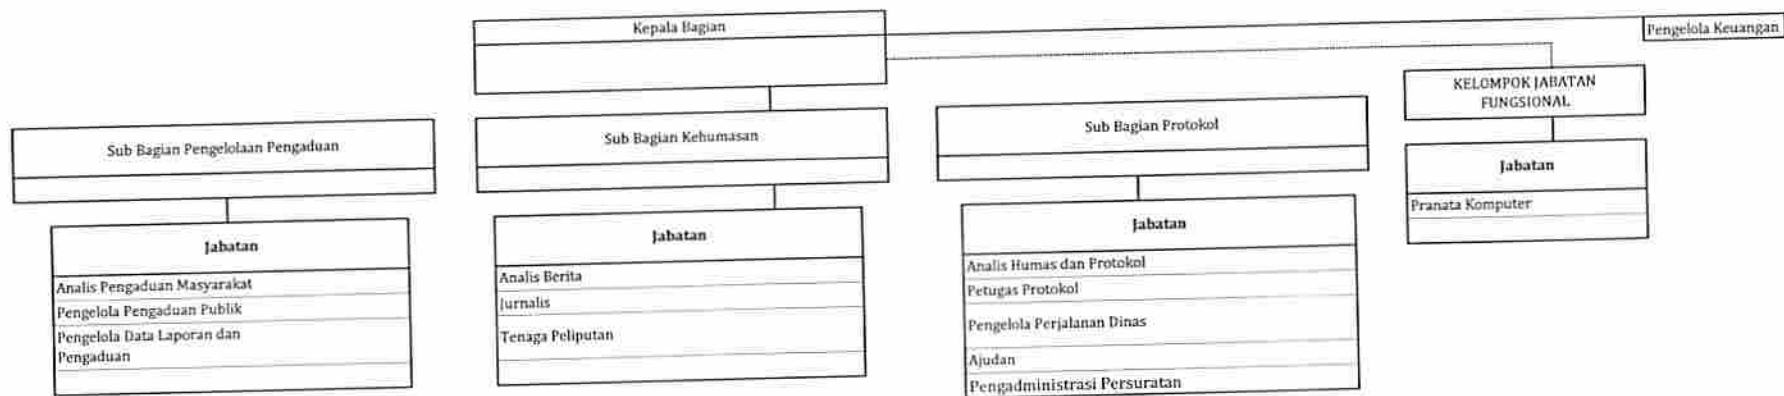 Kepala Bagian
Pengelola Keuangan
KELOMPOK JABATAN
FUNGSIONAL
Jabatan
Pranata Komputer
Sub Bagian Pengelolaan Pengaduan
Jabatan
Analis Pengaduan Masyarakat
Pengelola Pengaduan Publik
Pengelola Data Laporan dan
Pengaduan
Sub Bagian Kehumasan
Jabatan
Analis Berita
Jurnalis
Tenaga Peliputan
Sub Bagian Protokol
Jabatan
Analis Humas dan Protokol
Petugas Protokol
Pengelola Perjalanan Dinas
Ajudan
Pengadministrasi Persuratan